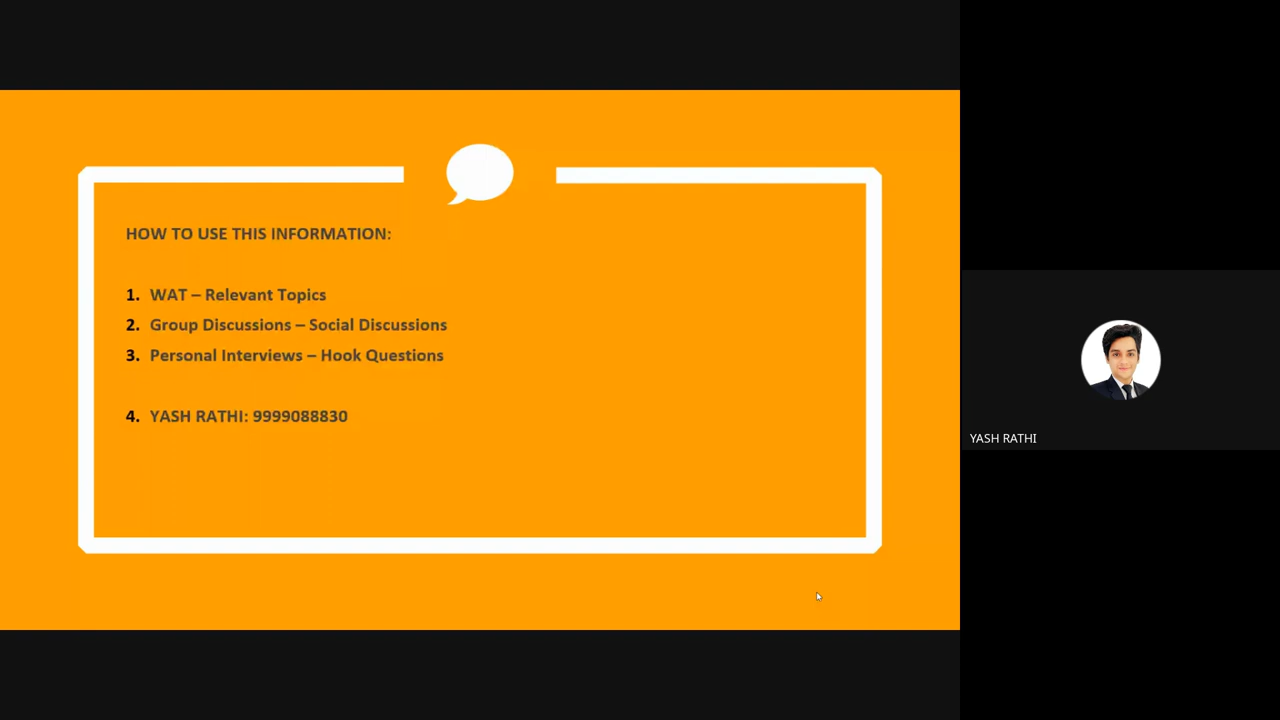 HOW TO USE THIS INFORMATION:
1. WAT – Relevant Topics
2. Group Discussions – Social Discussions
3. Personal Interviews – Hook Questions
4. YASH RATHI: 9999088830
YASH RATHI